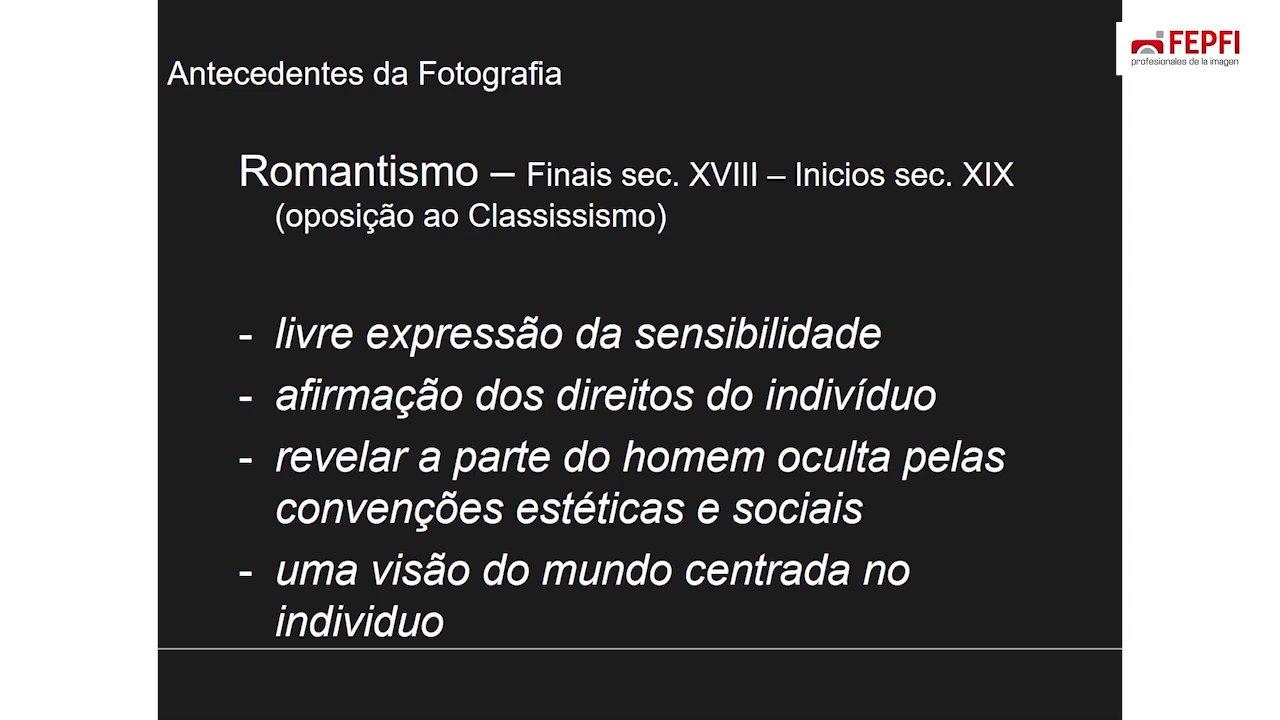 FEPFI
profesionales de la imagen
Antecedentes da Fotografia
Romantismo – Finais sec. XVIII – Inicios sec. XIX
(oposição ao Classissismo)
- livre expressão da sensibilidade
- afirmação dos direitos do indivíduo
- revelar a parte do homem oculta pelas
convenções estéticas e sociais
- uma visão do mundo centrada no
individuo